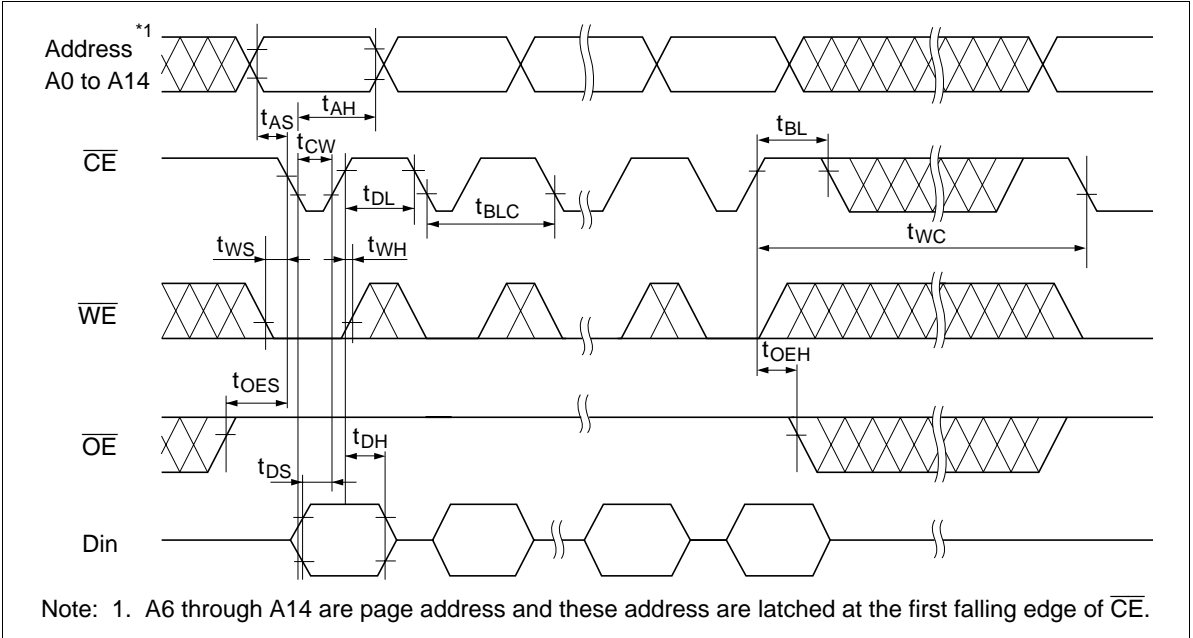 Address *1
A0 to A14
tAH
tAS
tBL
tCW
CE
tDL
tBLC
tWC
tWS
tWH
WE
tOEH
tOES
OE
tDH
tDS
Din
Note: 1. A6 through A14 are page address and these address are latched at the first falling edge of CE.